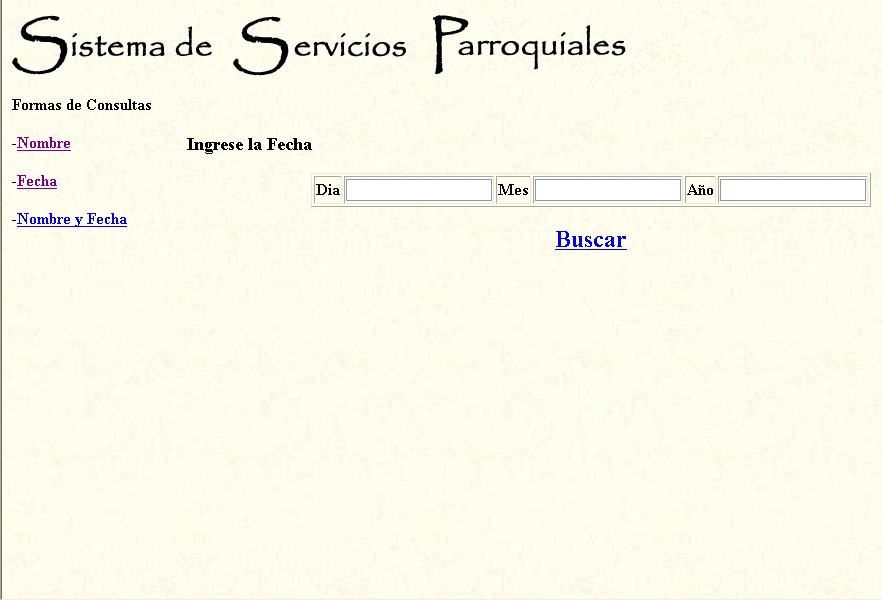 Sistema de Servicios Parroquiales
Formas de Consultas
-Nombre
Ingrese la Fecha
-Fecha
Dia Mes Año
-Nombre y Fecha
Buscar